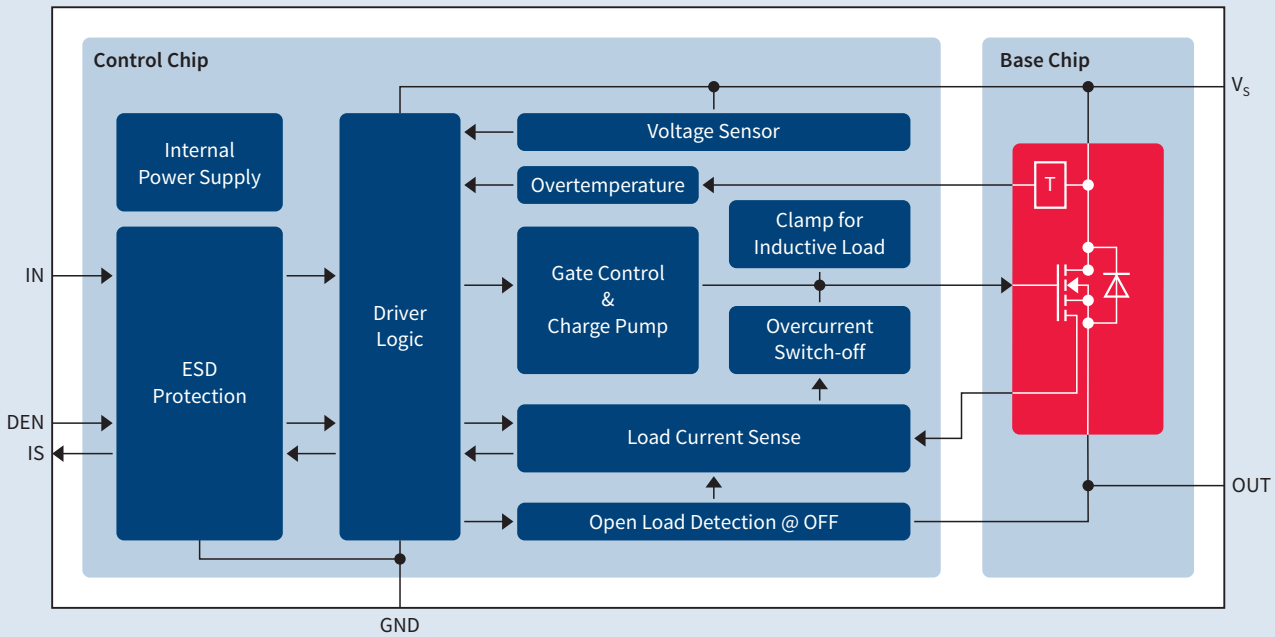 Control Chip
Base Chip
V_S
Internal
Power Supply
Voltage Sensor
Overtemperature
T
Clamp for
Inductive Load
IN
Gate Control
&
Charge Pump
Driver
Logic
Overcurrent
Switch-off
ESD
Protection
DEN
Load Current Sense
IS
OUT
Open Load Detection @ OFF
GND